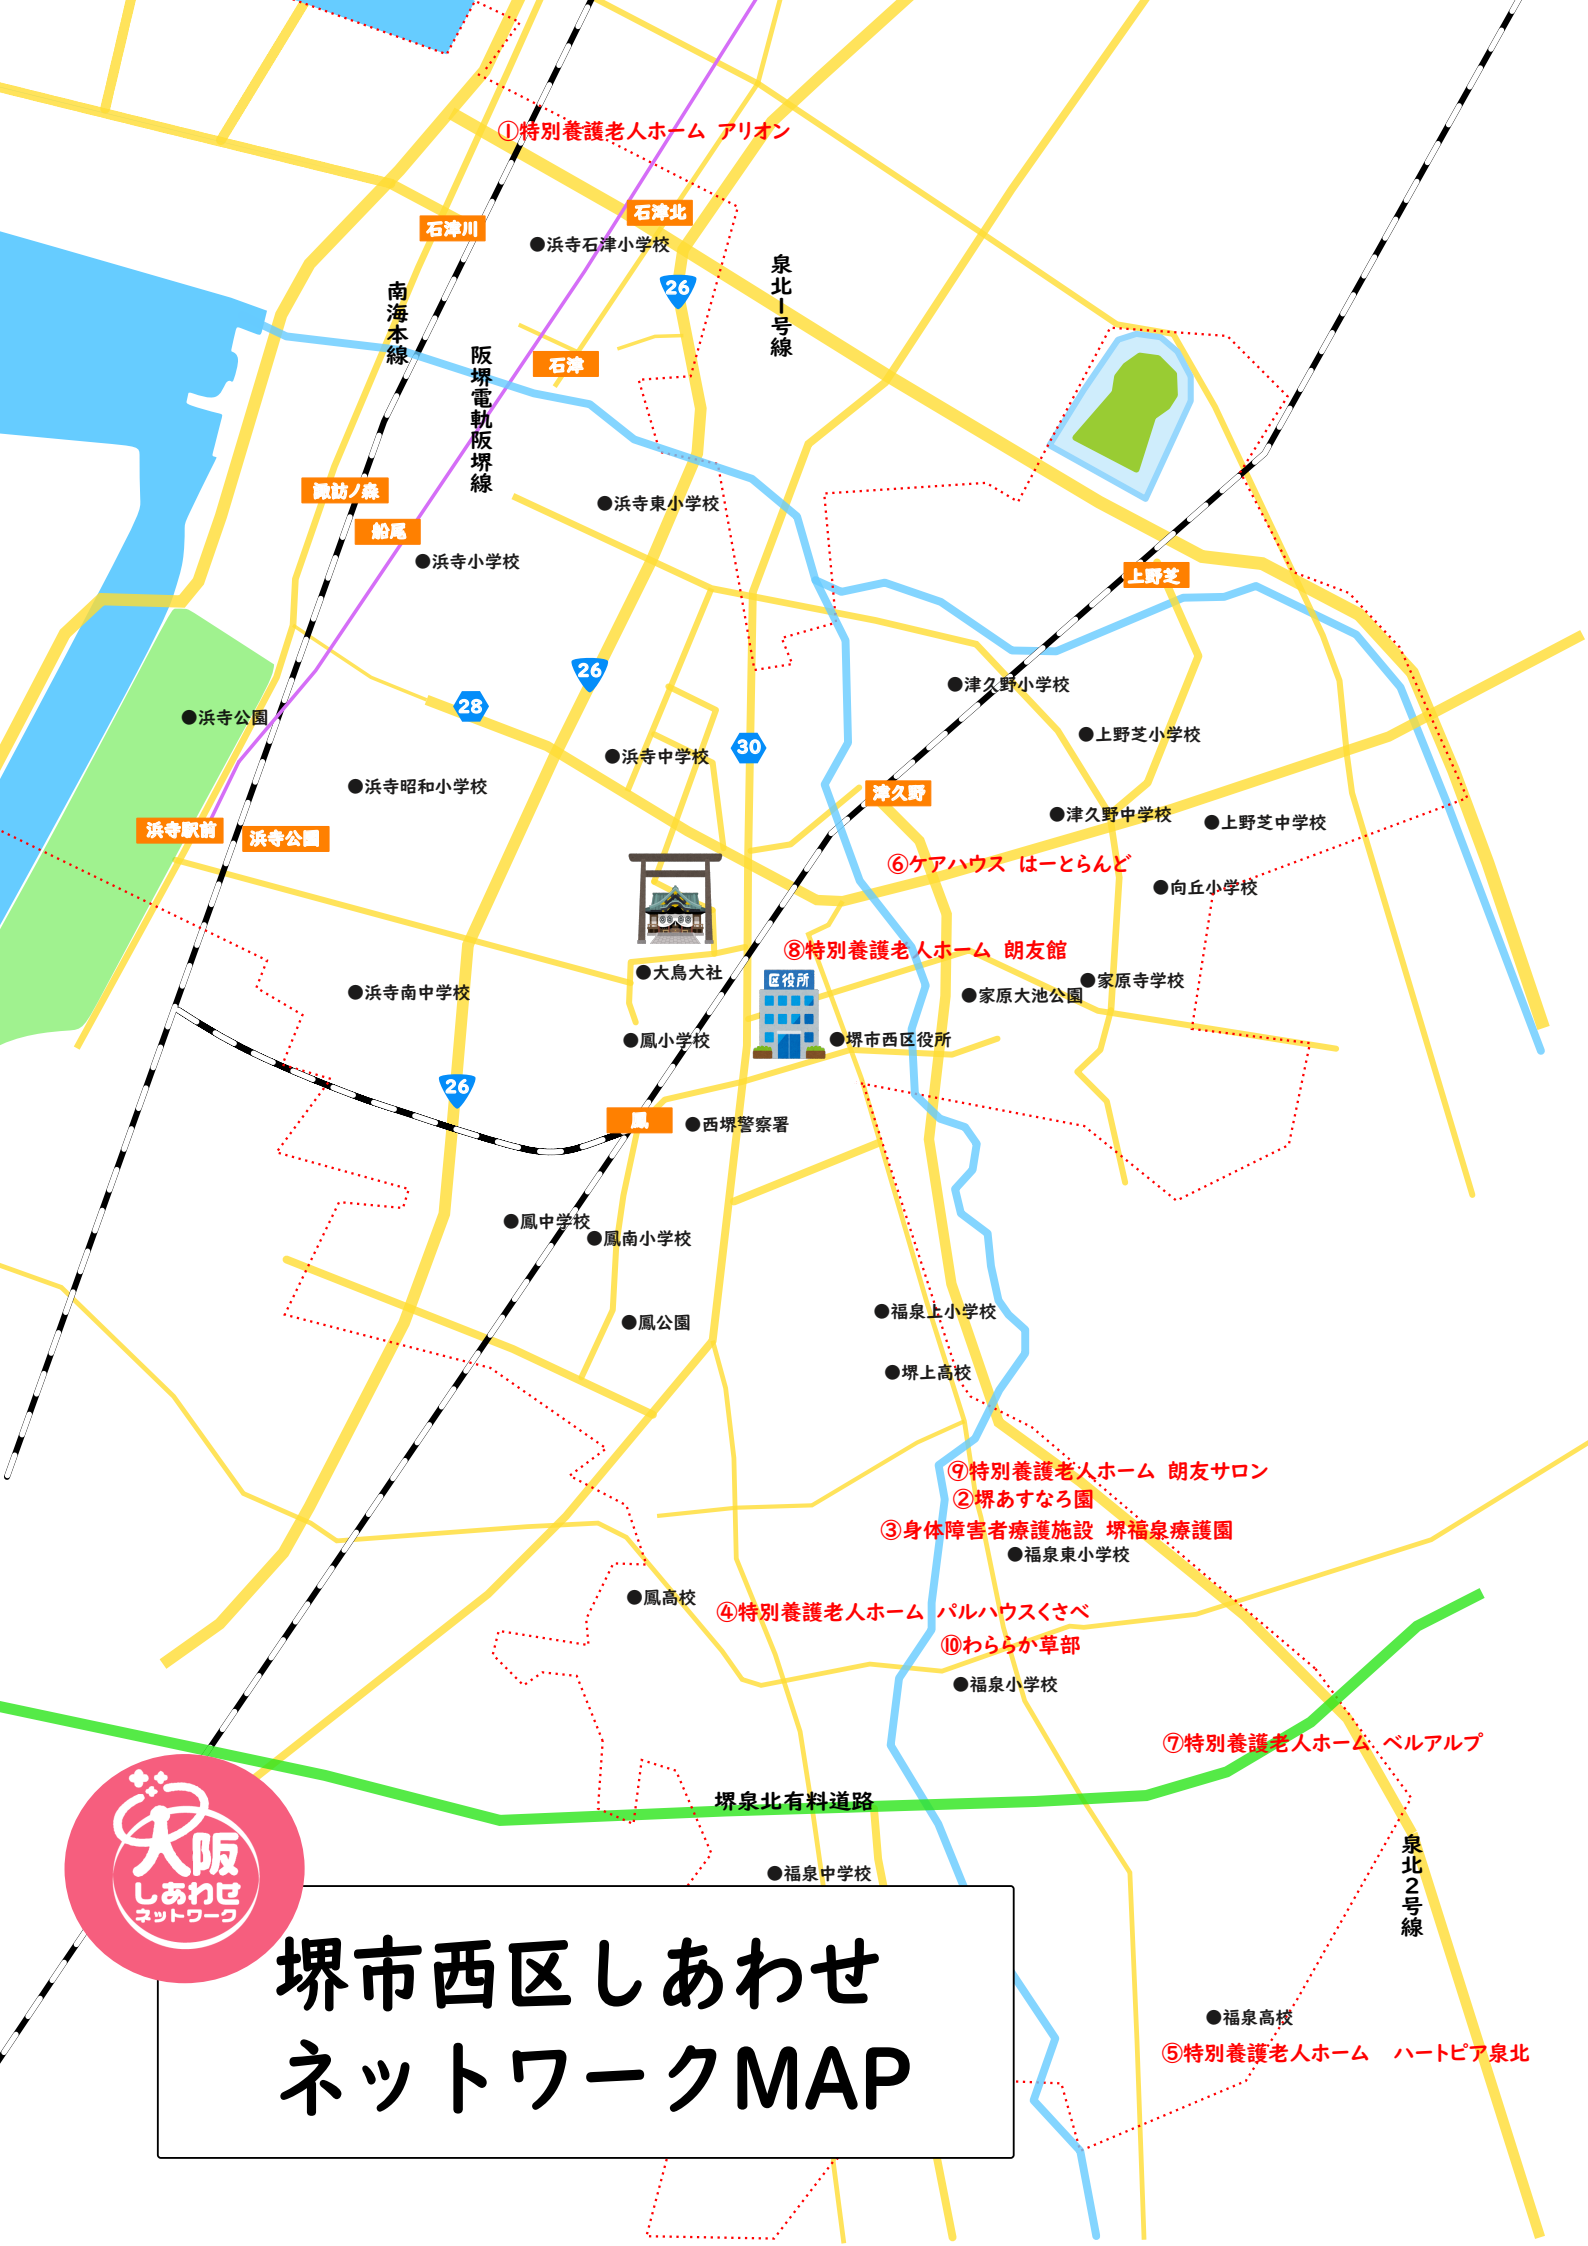 ①特別養護老人ホーム アリオン
石津北
石津川
●浜寺石津小学校
泉北1号線
26
南海本線
阪堺電軌阪堺線
石津
諏訪ノ森
●浜寺東小学校
船尾
●浜寺小学校
上野芝
26
●津久野小学校
28
●浜寺公園
●上野芝小学校
30
●浜寺中学校
●浜寺昭和小学校
津久野
●津久野中学校
●上野芝中学校
浜寺駅前
浜寺公園
⑥ケアハウス はーとらんど
●向丘小学校
⑧特別養護老人ホーム 朗友館
●大鳥大社
区役所
●家原寺学校
●浜寺南中学校
●家原大池公園
●鳳小学校
●堺市西区役所
26
鳳
●西堺警察署
●鳳中学校
●鳳南小学校
●福泉上小学校
●鳳公園
●堺上高校
⑨特別養護老人ホーム 朗友サロン
②堺あすなろ園
③身体障害者療護施設 堺福泉療護園
●福泉東小学校
●鳳高校
④特別養護老人ホーム パルハウスくさべ
⑩わららか草部
●福泉小学校
⑦特別養護老人ホーム ベルアルプ
堺泉北有料道路
泉北2号線
●福泉中学校
大阪
しあわせ
ネットワーク
堺市西区しあわせ
ネットワークMAP
●福泉高校
⑤特別養護老人ホーム ハートピア泉北